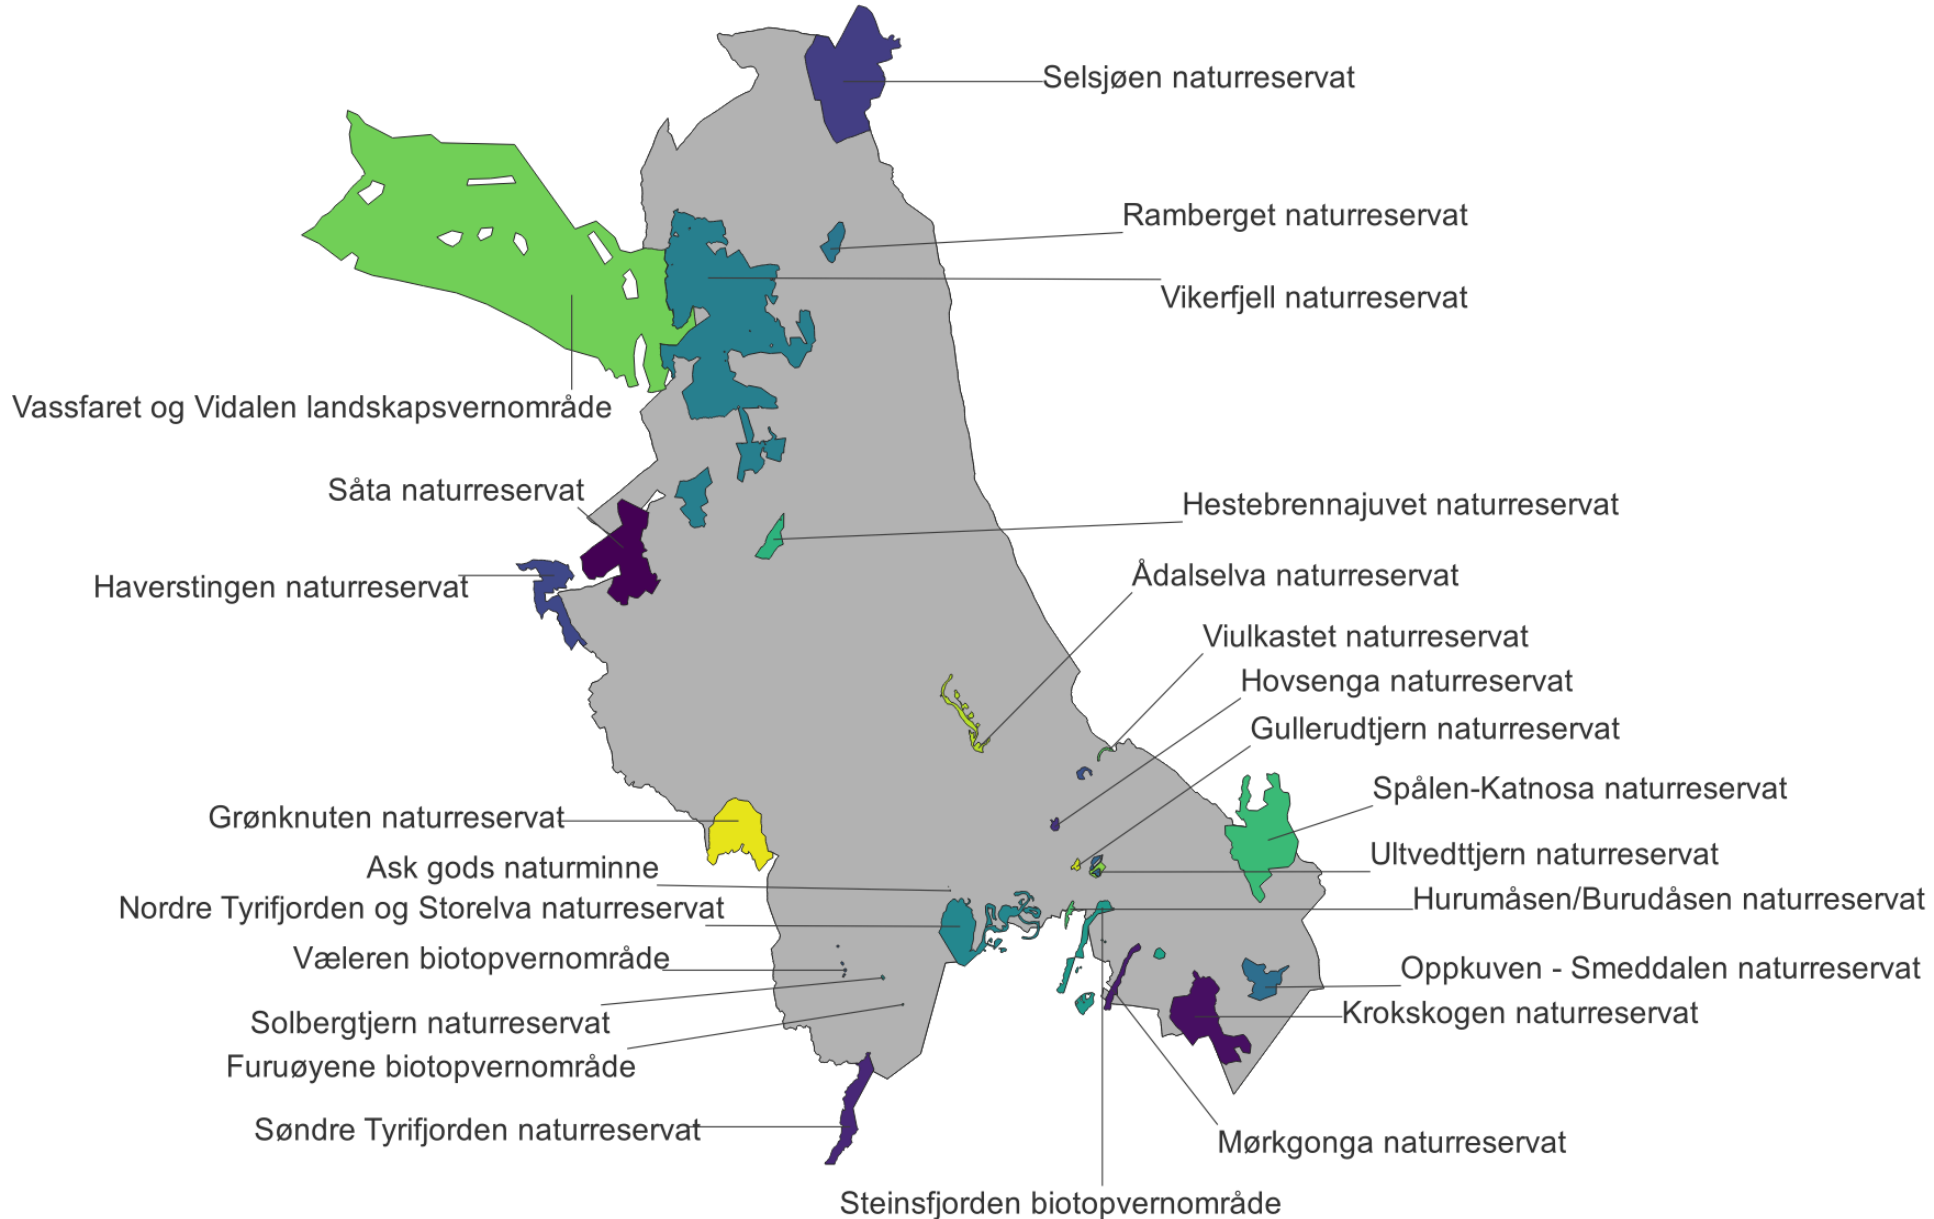 Selsjøen naturreservat
Ramberget naturreservat
Vikerfjell naturreservat
Vassfaret og Vidalen landskapsvernområde
Såta naturreservat
Hestebrennajuvet naturreservat
Haverstingen naturreservat
Ådalselva naturreservat
Viulkastet naturreservat
Hovsenga naturreservat
Gullerudtjern naturreservat
Spålen-Katnosa naturreservat
Grønknuten naturreservat
Ultvedttjern naturreservat
Ask gods naturminne
Hurumåsen/Burudåsen naturreservat
Nordre Tyrifjorden og Storelva naturreservat
Væleren biotopvernområde
Oppkuven - Smeddalen naturreservat
Krokskogen naturreservat
Solbergtjern naturreservat
Furuøyene biotopvernområde
Søndre Tyrifjorden naturreservat
Mørkgonga naturreservat
Steinsfjorden biotopvernområde